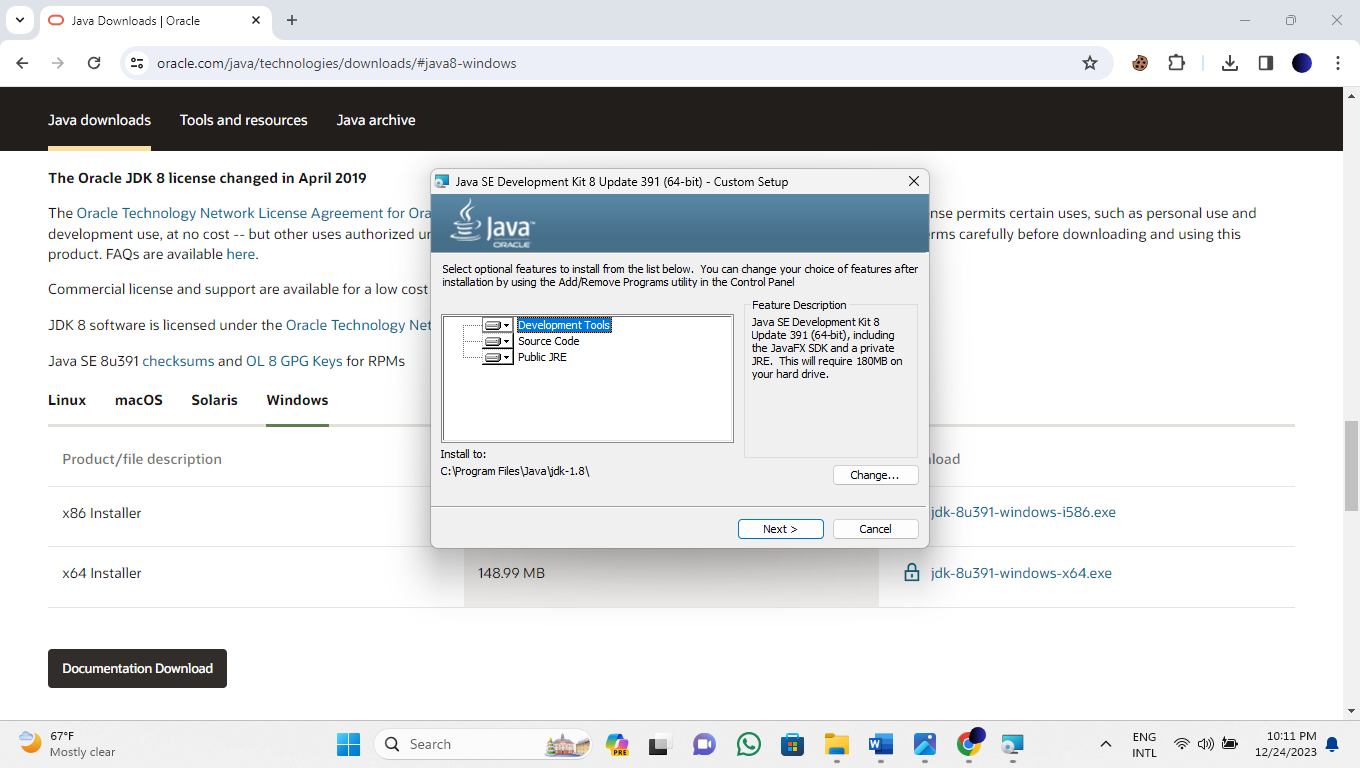 Java Downloads | Oracle
oracle.com/java/technologies/downloads/#java8-windows
Java downloads
Tools and resources
Java archive
The Oracle JDK 8 license changed in April 2019
The Oracle Technology Network License Agreement for Ora
nse permits certain uses, such as personal use and
development use, at no cost -- but other uses authorized un
rms carefully before downloading and using this
product. FAQs are available here.
Commercial license and support are available for a low cost
JDK 8 software is licensed under the Oracle Technology Net
Java SE 8u391 checksums and OL 8 GPG Keys for RPMs
Linux
macOS
Solaris
Windows
Product/file description
load
x86 Installer
jdk-8u391-windows-i586.exe
x64 Installer
148.99 MB
jdk-8u391-windows-x64.exe
Documentation Download
Java SE Development Kit 8 Update 391 (64-bit) - Custom Setup
Java™
ORACLE
Select optional features to install from the list below. You can change your choice of features after
installation by using the Add/Remove Programs utility in the Control Panel
Development Tools
Source Code
Public JRE
Feature Description
Java SE Development Kit 8
Update 391 (64-bit), including
the JavaFX SDK and a private
JRE. This will require 180MB on
your hard drive.
Install to:
C:\Program Files\Java\jdk-1.8\
Change...
Next >
Cancel
67°F
Mostly clear
Search
PRE
ENG
INTL
10:11 PM
12/24/2023